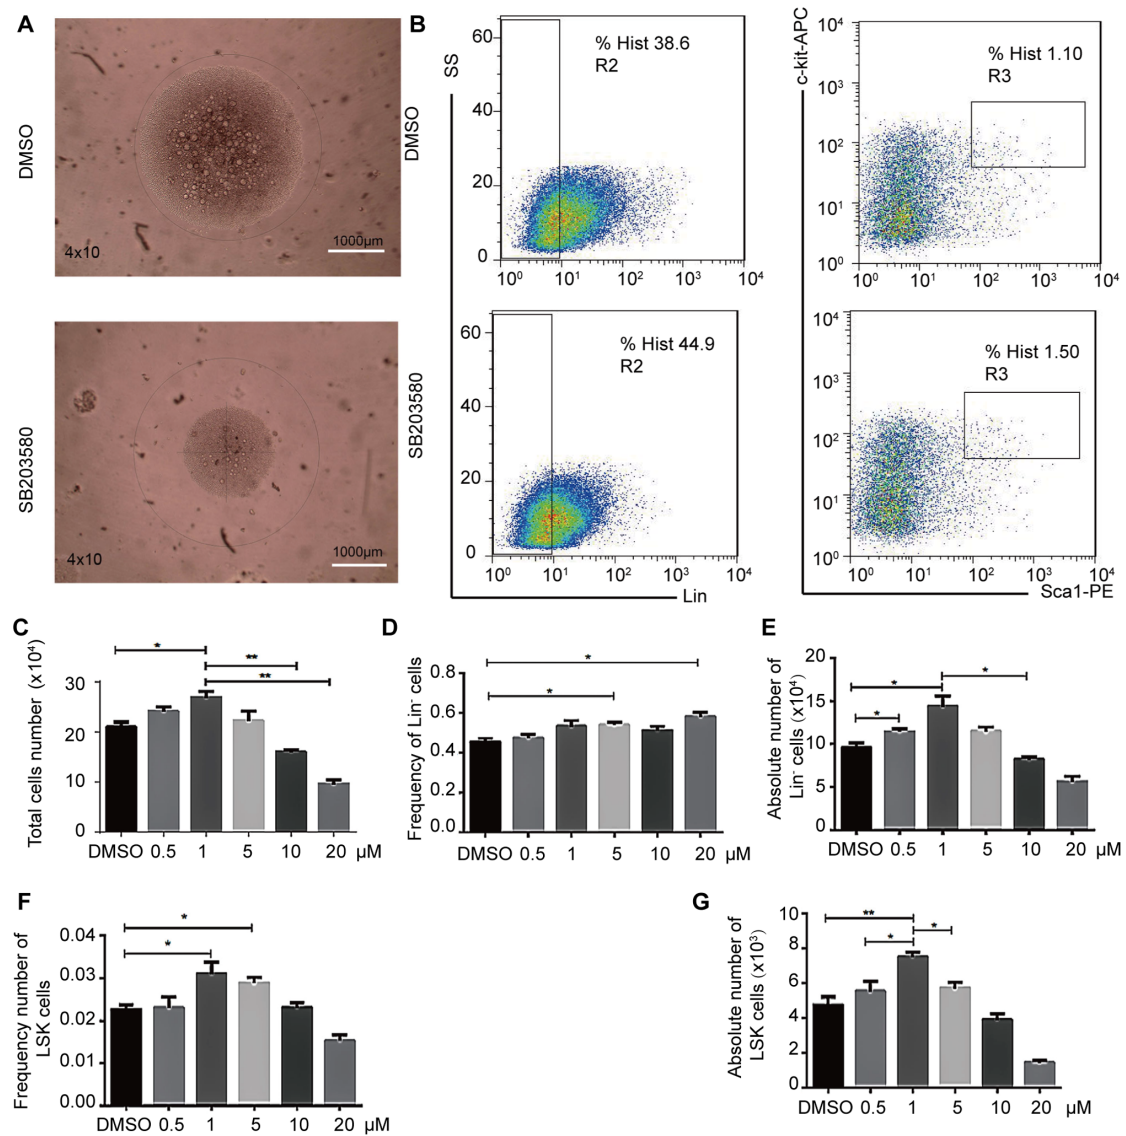 A
DMSO
4x10
1000μm
SB203580
4x10
1000μm
B
DMSO
SS
60
40
20
0
% Hist 38.6
R2
10⁰ 10¹ 10² 10³ 10⁴
c-kit-APC
10⁴
10³
10²
10¹
10⁰
% Hist 1.10
R3
10⁰ 10¹ 10² 10³ 10⁴
SB203580
60
40
20
0
% Hist 44.9
R2
10⁰ 10¹ 10² 10³ 10⁴
Lin
10⁴
10³
10²
10¹
10⁰
% Hist 1.50
R3
10⁰ 10¹ 10² 10³ 10⁴
Sca1-PE
C
Total cells number (x10⁴)
30
20
10
0
*
**
**
DMSO 0.5 1 5 10 20 μM
D
Frequency of Lin⁻ cells
0.8
0.6
0.4
0.2
0.0
*
*
DMSO 0.5 1 5 10 20 μM
E
Absolute number of
Lin⁻ cells (x10⁴)
20
15
10
5
0
*
*
*
DMSO 0.5 1 5 10 20 μM
F
Frequency number of
LSK cells
0.04
0.03
0.02
0.01
0.00
*
*
DMSO 0.5 1 5 10 20 μM
G
Absolute number of
LSK cells (x10³)
10
8
6
4
2
0
**
*
*
DMSO 0.5 1 5 10 20 μM